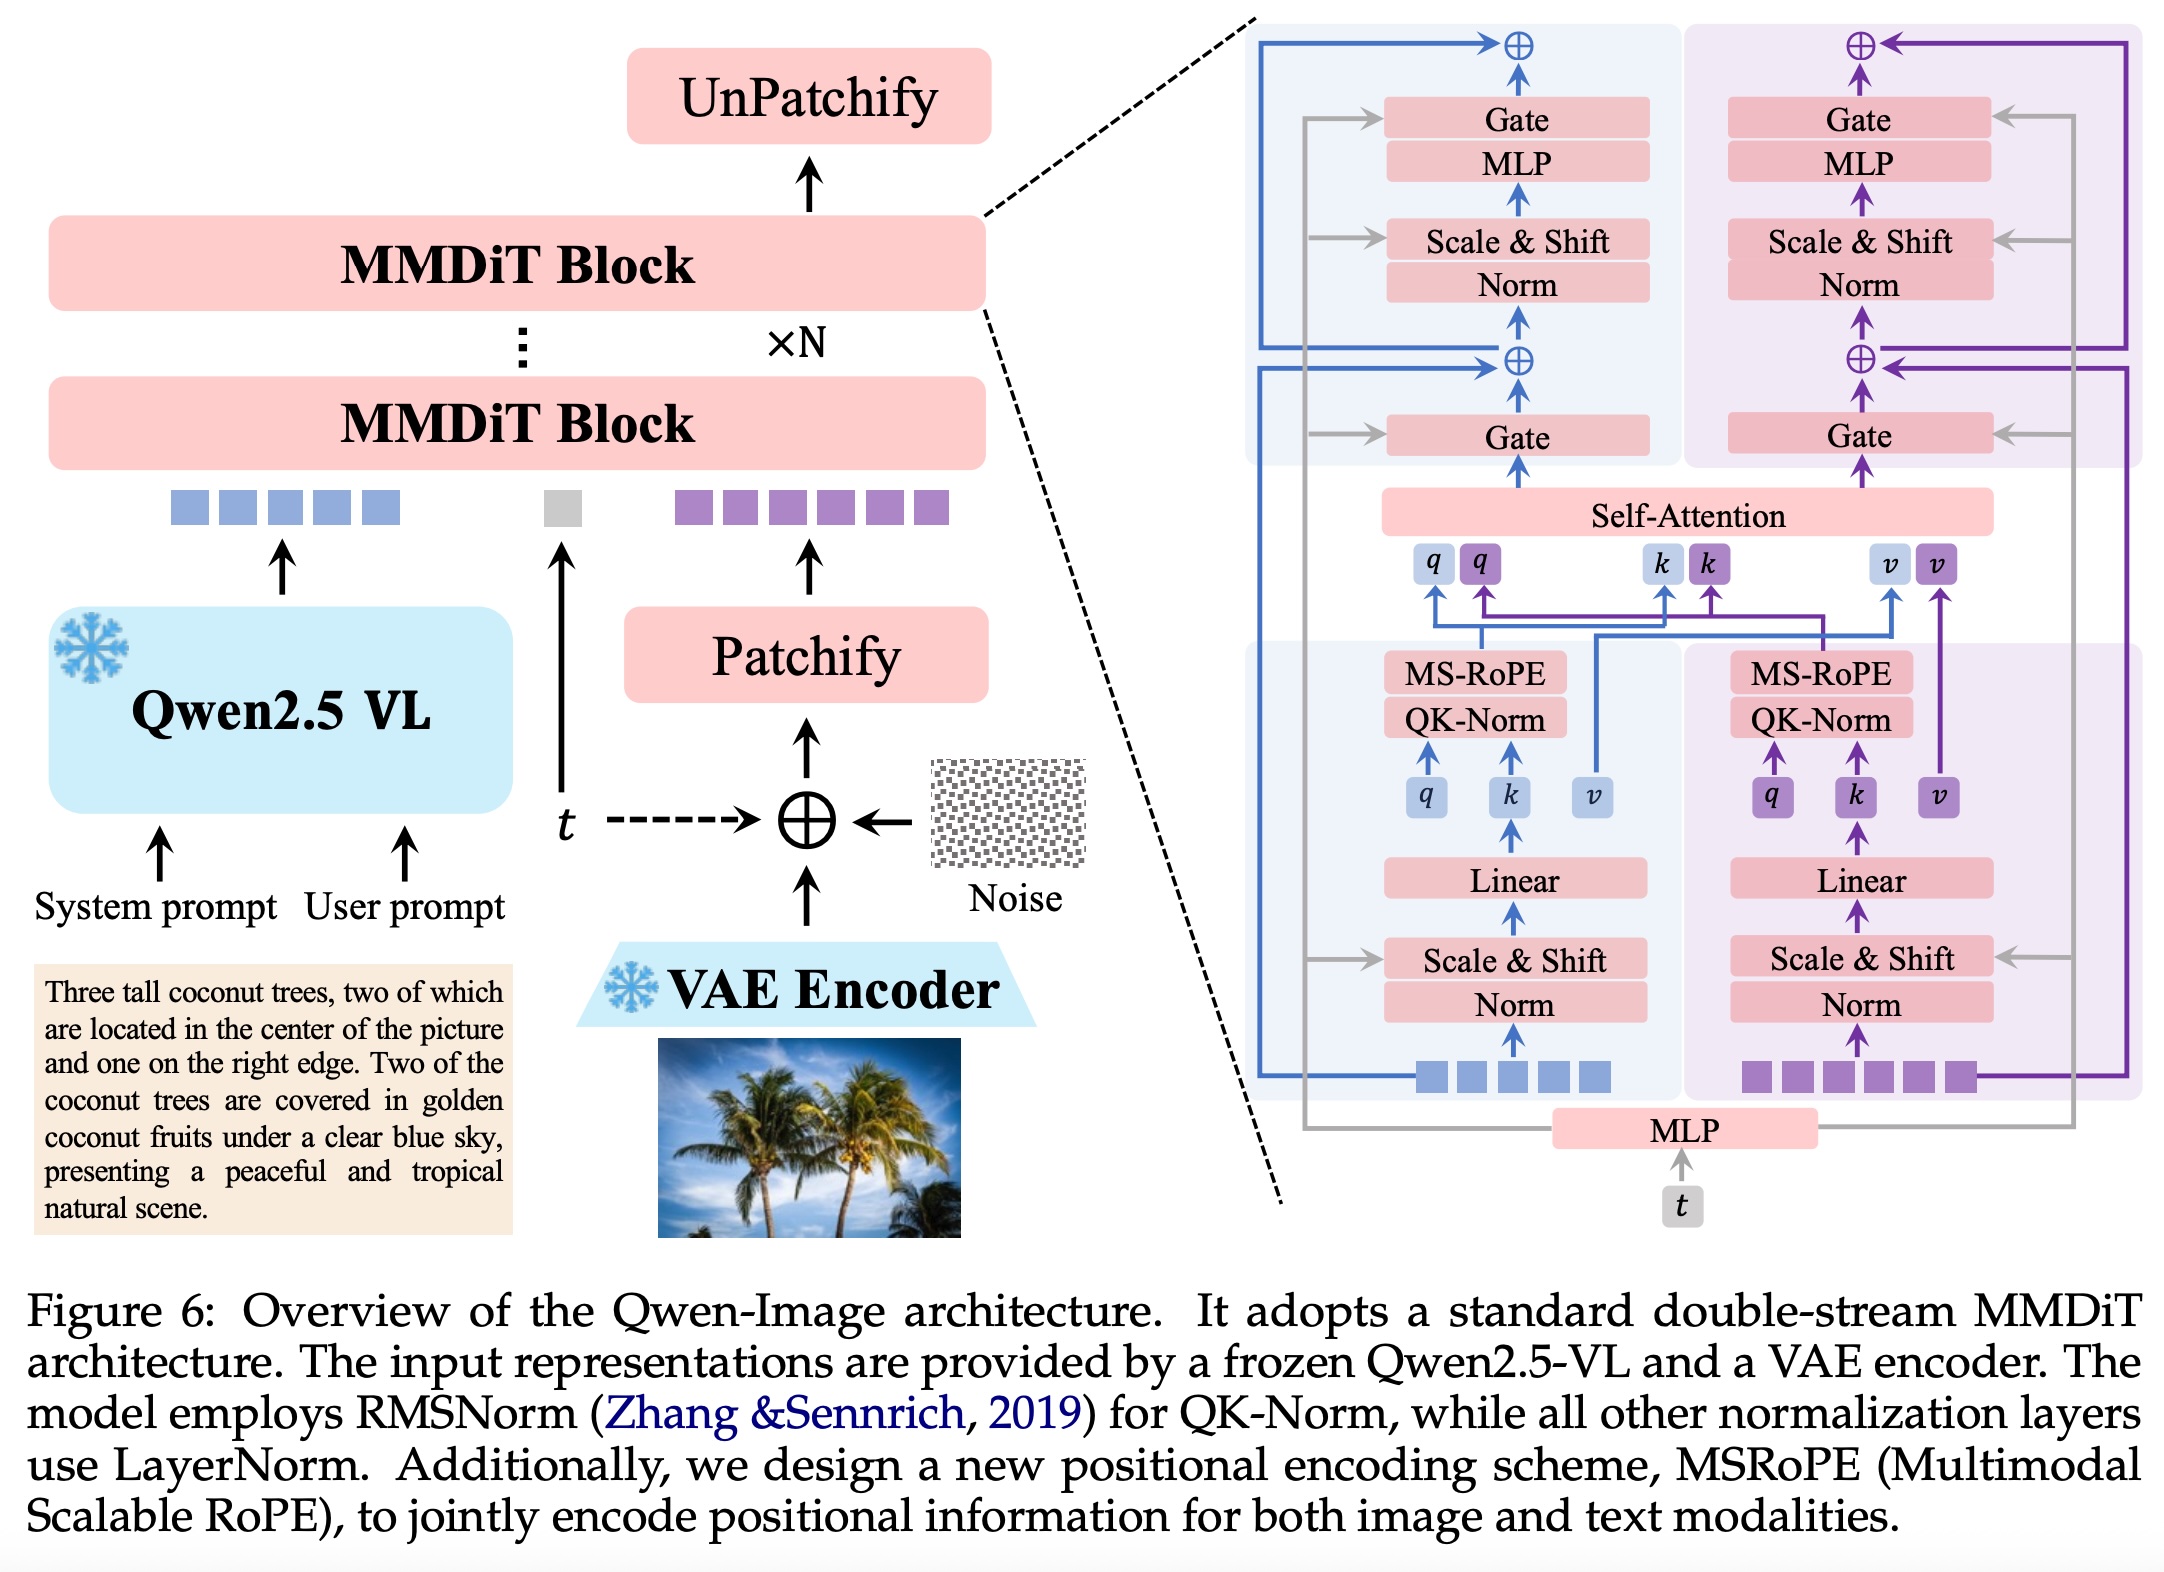 UnPatchify
MMDiT Block
⋮ ×N
MMDiT Block
Qwen2.5 VL
Patchify
t
Noise
System prompt User prompt
VAE Encoder
Three tall coconut trees, two of which
are located in the center of the picture
and one on the right edge. Two of the
coconut trees are covered in golden
coconut fruits under a clear blue sky,
presenting a peaceful and tropical
natural scene.
Gate Gate
MLP MLP
Scale & Shift Scale & Shift
Norm Norm
Gate Gate
Self-Attention
q q k k v v
MS-RoPE MS-RoPE
QK-Norm QK-Norm
q k v q k v
Linear Linear
Scale & Shift Scale & Shift
Norm Norm
MLP
t
Figure 6: Overview of the Qwen-Image architecture. It adopts a standard double-stream MMDiT
architecture. The input representations are provided by a frozen Qwen2.5-VL and a VAE encoder. The
model employs RMSNorm (Zhang &Sennrich, 2019) for QK-Norm, while all other normalization layers
use LayerNorm. Additionally, we design a new positional encoding scheme, MSRoPE (Multimodal
Scalable RoPE), to jointly encode positional information for both image and text modalities.